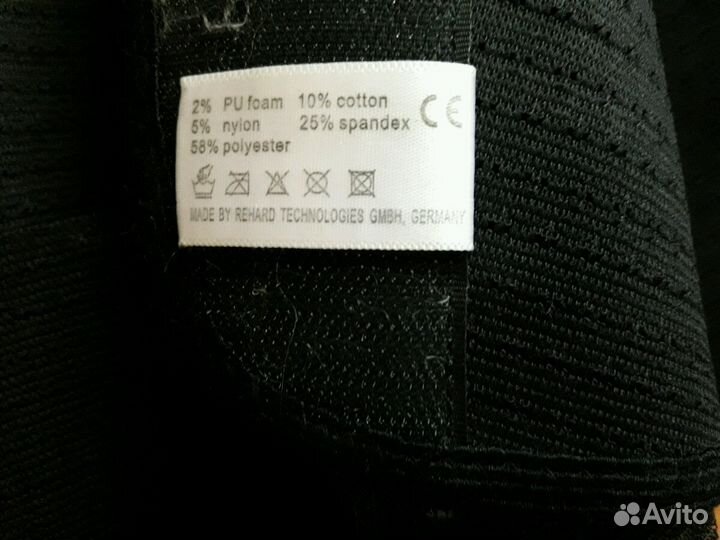 2% PU foam 10% cotton CE
5% nylon 25% spandex
58% polyester
MADE BY REHARD TECHNOLOGIES GMBH, GERMANY
Avito